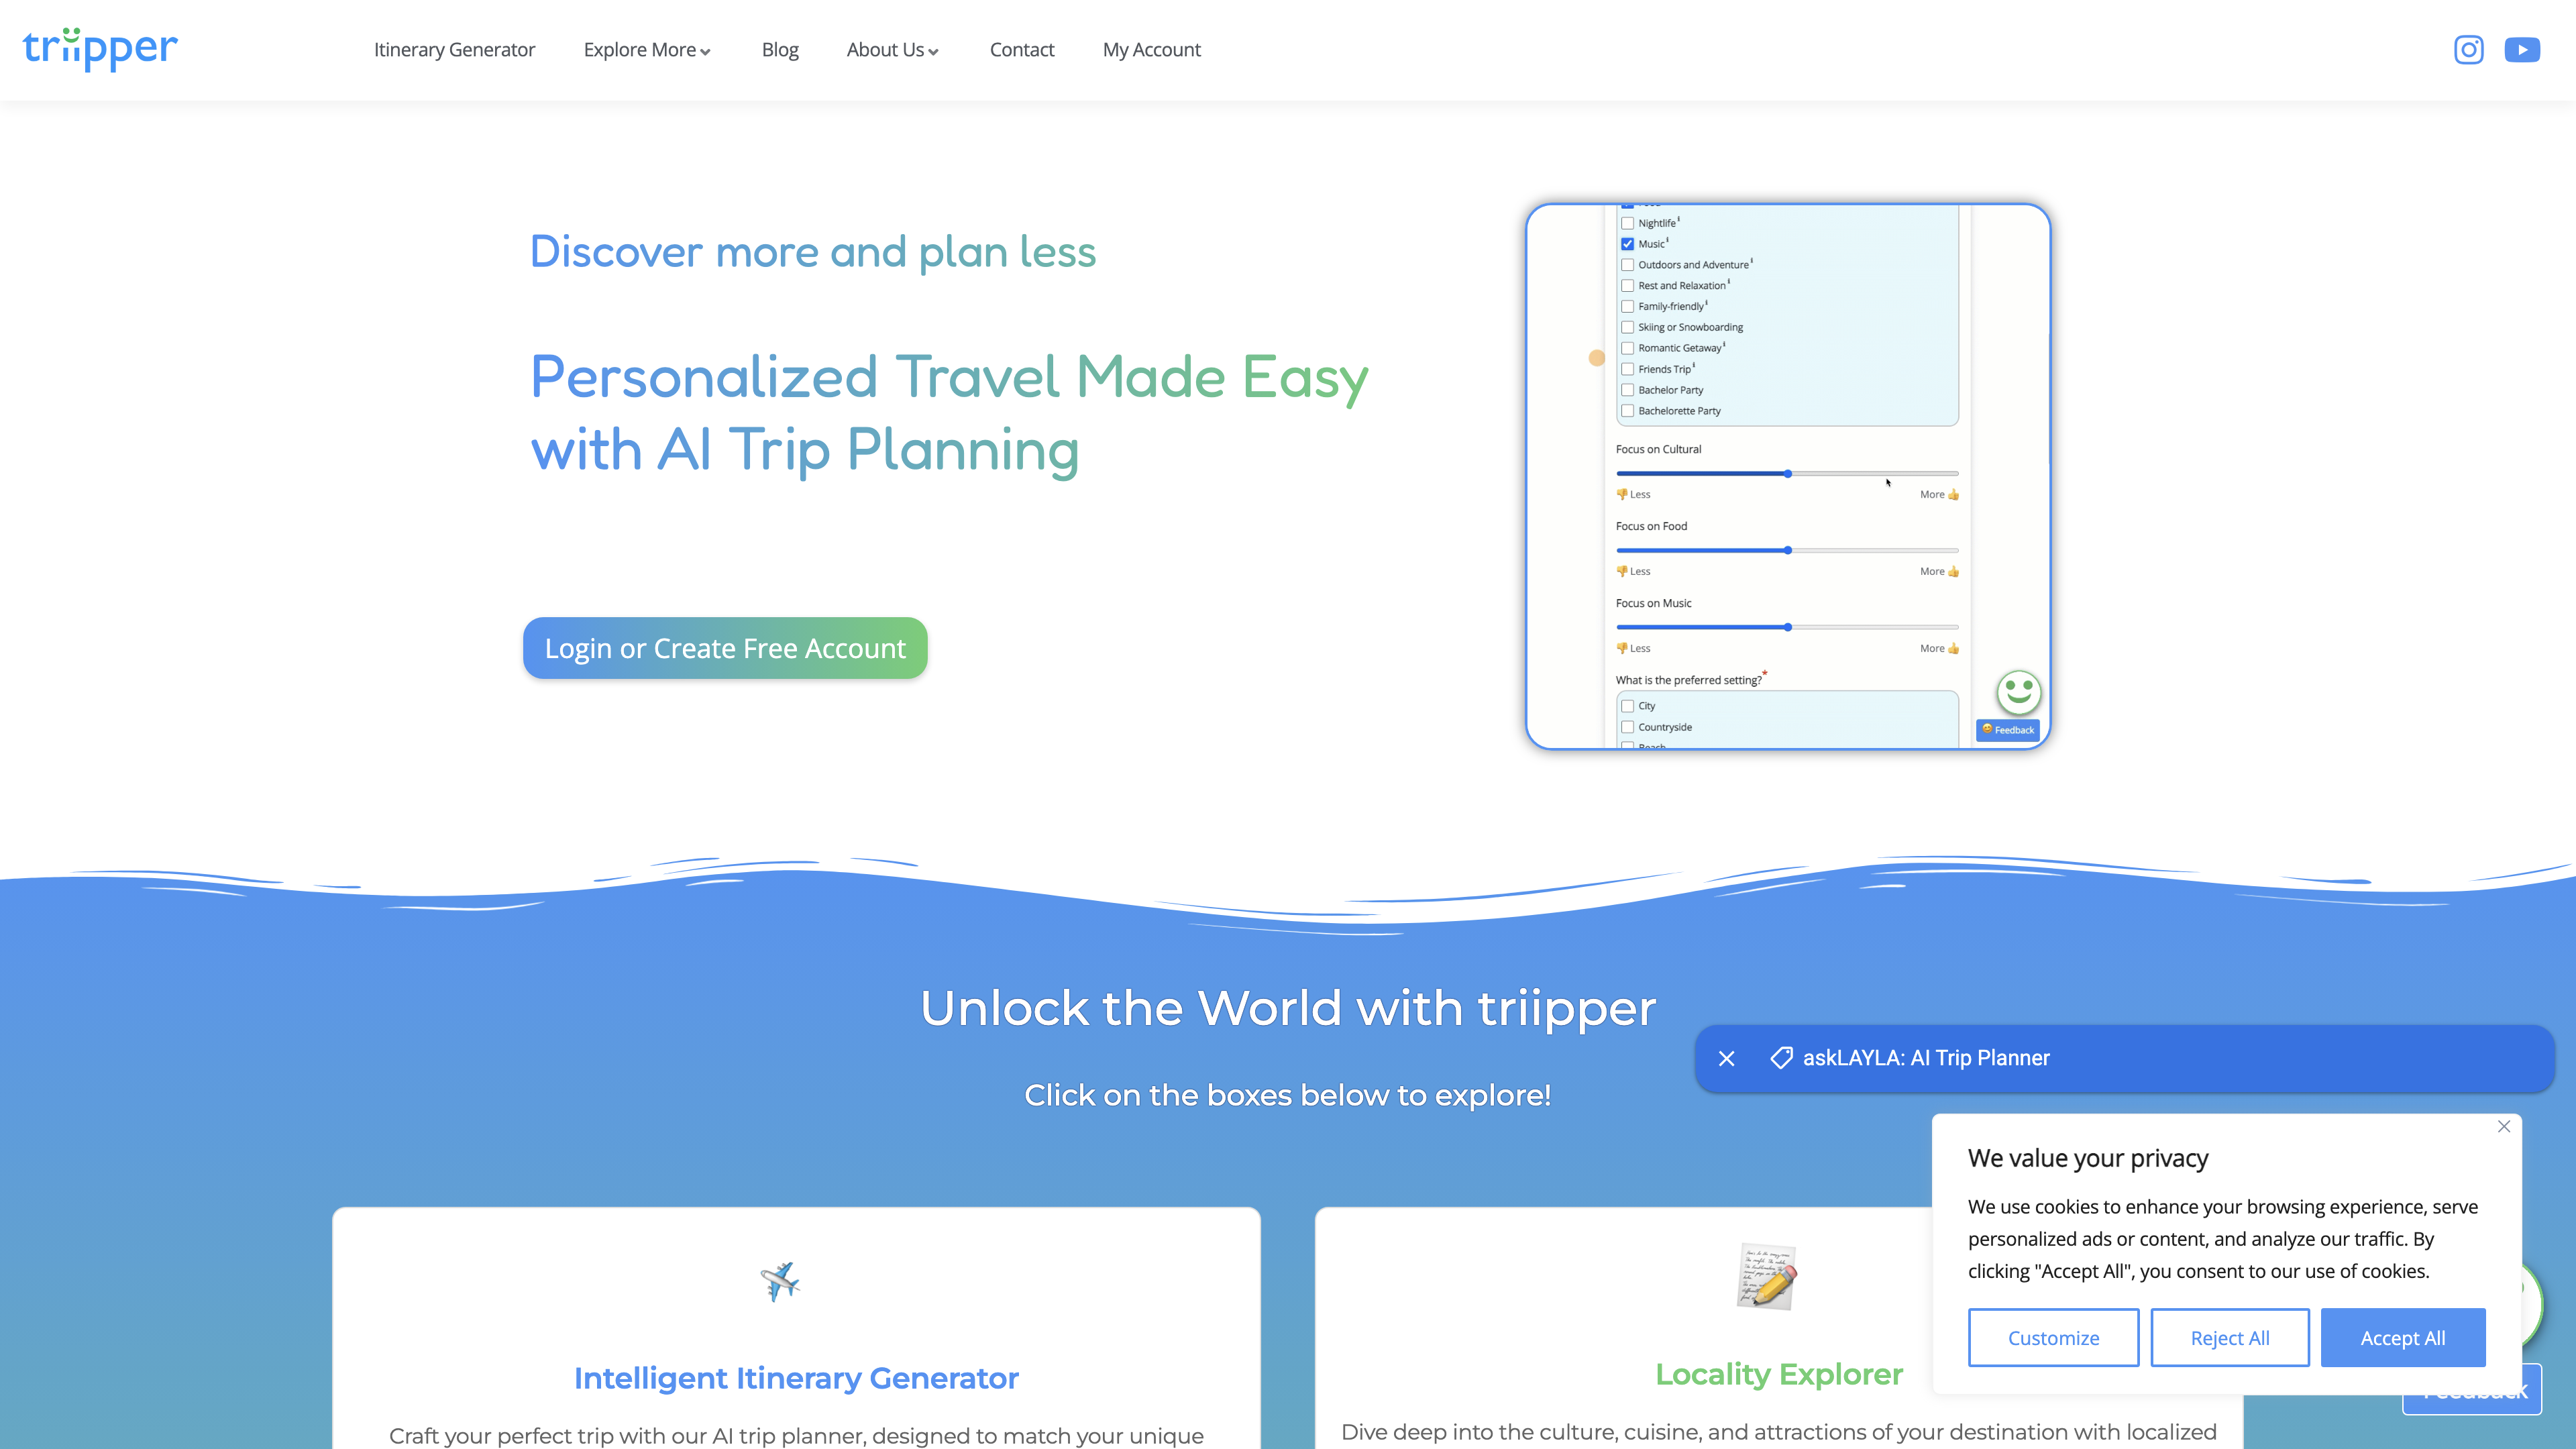 triipper
Itinerary Generator
Explore More
Blog
About Us
Contact
My Account
Discover more and plan less
Personalized Travel Made Easy
with AI Trip Planning
Login or Create Free Account
Nightlife
Music
Outdoors and Adventure
Rest and Relaxation
Family-friendly
Skiing or Snowboarding
Romantic Getaway
Friends Trip
Bachelor Party
Bachelorette Party
Focus on Cultural
Less
More
Focus on Food
Less
More
Focus on Music
Less
More
What is the preferred setting?*
City
Countryside
Beach
Feedback
Unlock the World with triipper
Click on the boxes below to explore!
askLAYLA: AI Trip Planner
We value your privacy
We use cookies to enhance your browsing experience, serve
personalized ads or content, and analyze our traffic. By
clicking "Accept All", you consent to our use of cookies.
Customize
Reject All
Accept All
Feedback
Intelligent Itinerary Generator
Craft your perfect trip with our AI trip planner, designed to match your unique
Locality Explorer
Dive deep into the culture, cuisine, and attractions of your destination with localized